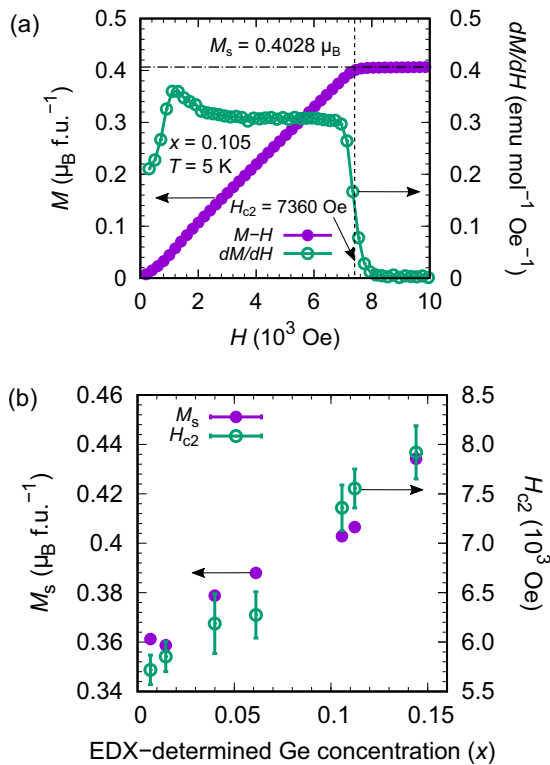 (a)
M (μB f.u.⁻¹)
0.5
0.4
0.3
0.2
0.1
0
Ms = 0.4028 μB
x = 0.105
T = 5 K
Hc2 = 7360 Oe
M−H
dM/dH
0.5
0.4
0.3
0.2
0.1
0
dM/dH
(emu mol⁻¹ Oe⁻¹)
0 2 4 6 8 10
H (10³ Oe)
(b)
Ms (μB f.u.⁻¹)
0.46
0.44
0.42
0.4
0.38
0.36
0.34
Ms
Hc2
8.5
8
7.5
7
6.5
6
5.5
Hc2 (10³ Oe)
0 0.05 0.1 0.15
EDX−determined Ge concentration (x)